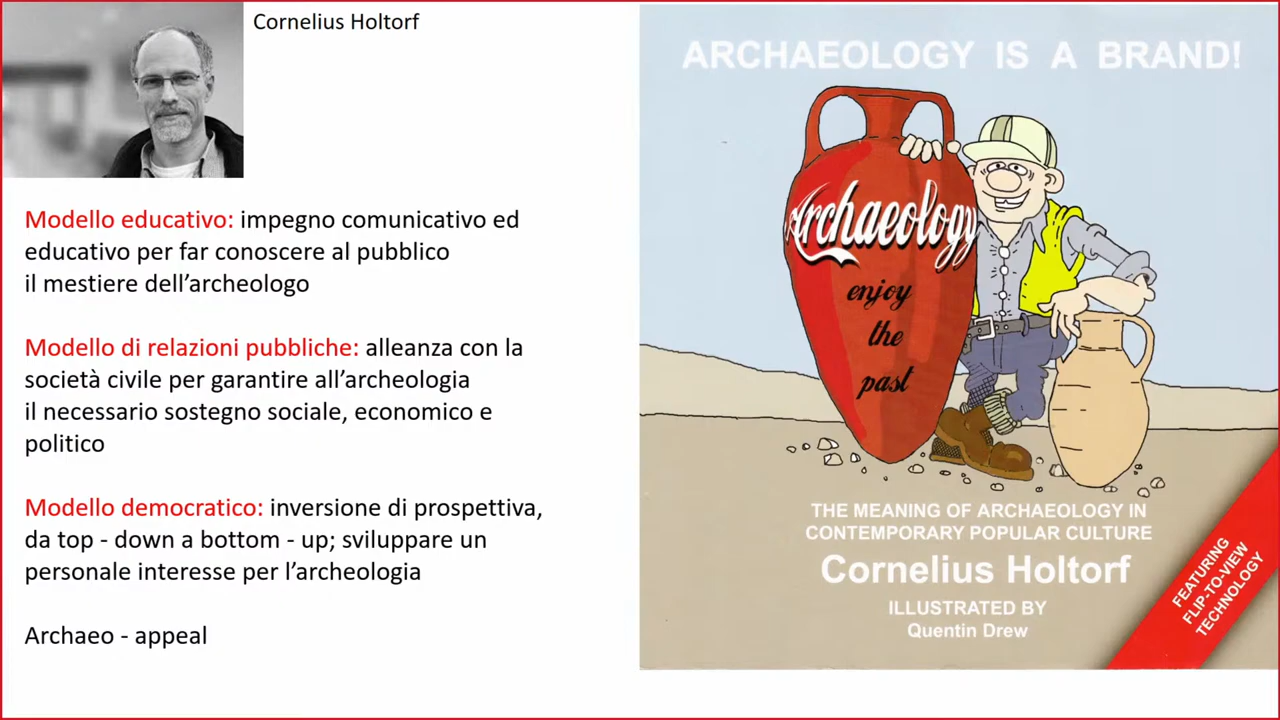 Cornelius Holtorf
Modello educativo: impegno comunicativo ed
educativo per far conoscere al pubblico
il mestiere dell'archeologo
Modello di relazioni pubbliche: alleanza con la
società civile per garantire all'archeologia
il necessario sostegno sociale, economico e
politico
Modello democratico: inversione di prospettiva,
da top - down a bottom - up; sviluppare un
personale interesse per l'archeologia
Archaeo - appeal
ARCHAEOLOGY IS A BRAND!
Archaeology
enjoy
the
past
THE MEANING OF ARCHAEOLOGY IN
CONTEMPORARY POPULAR CULTURE
Cornelius Holtorf
ILLUSTRATED BY
Quentin Drew
FEATURING
FLIP-TO-VIEW
TECHNOLOGY